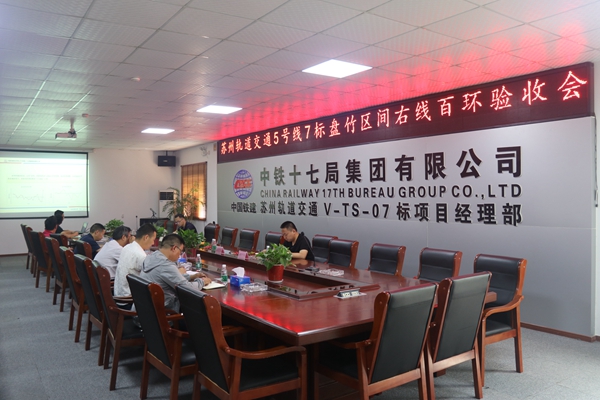 苏州轨道交通5号线7标盘竹区间右线百环验收会
中铁十七局集团有限公司
CHINA RAILWAY 17TH BUREAU GROUP CO.,LTD
中国铁建 苏州轨道交通 V-TS-07 标项目经理部